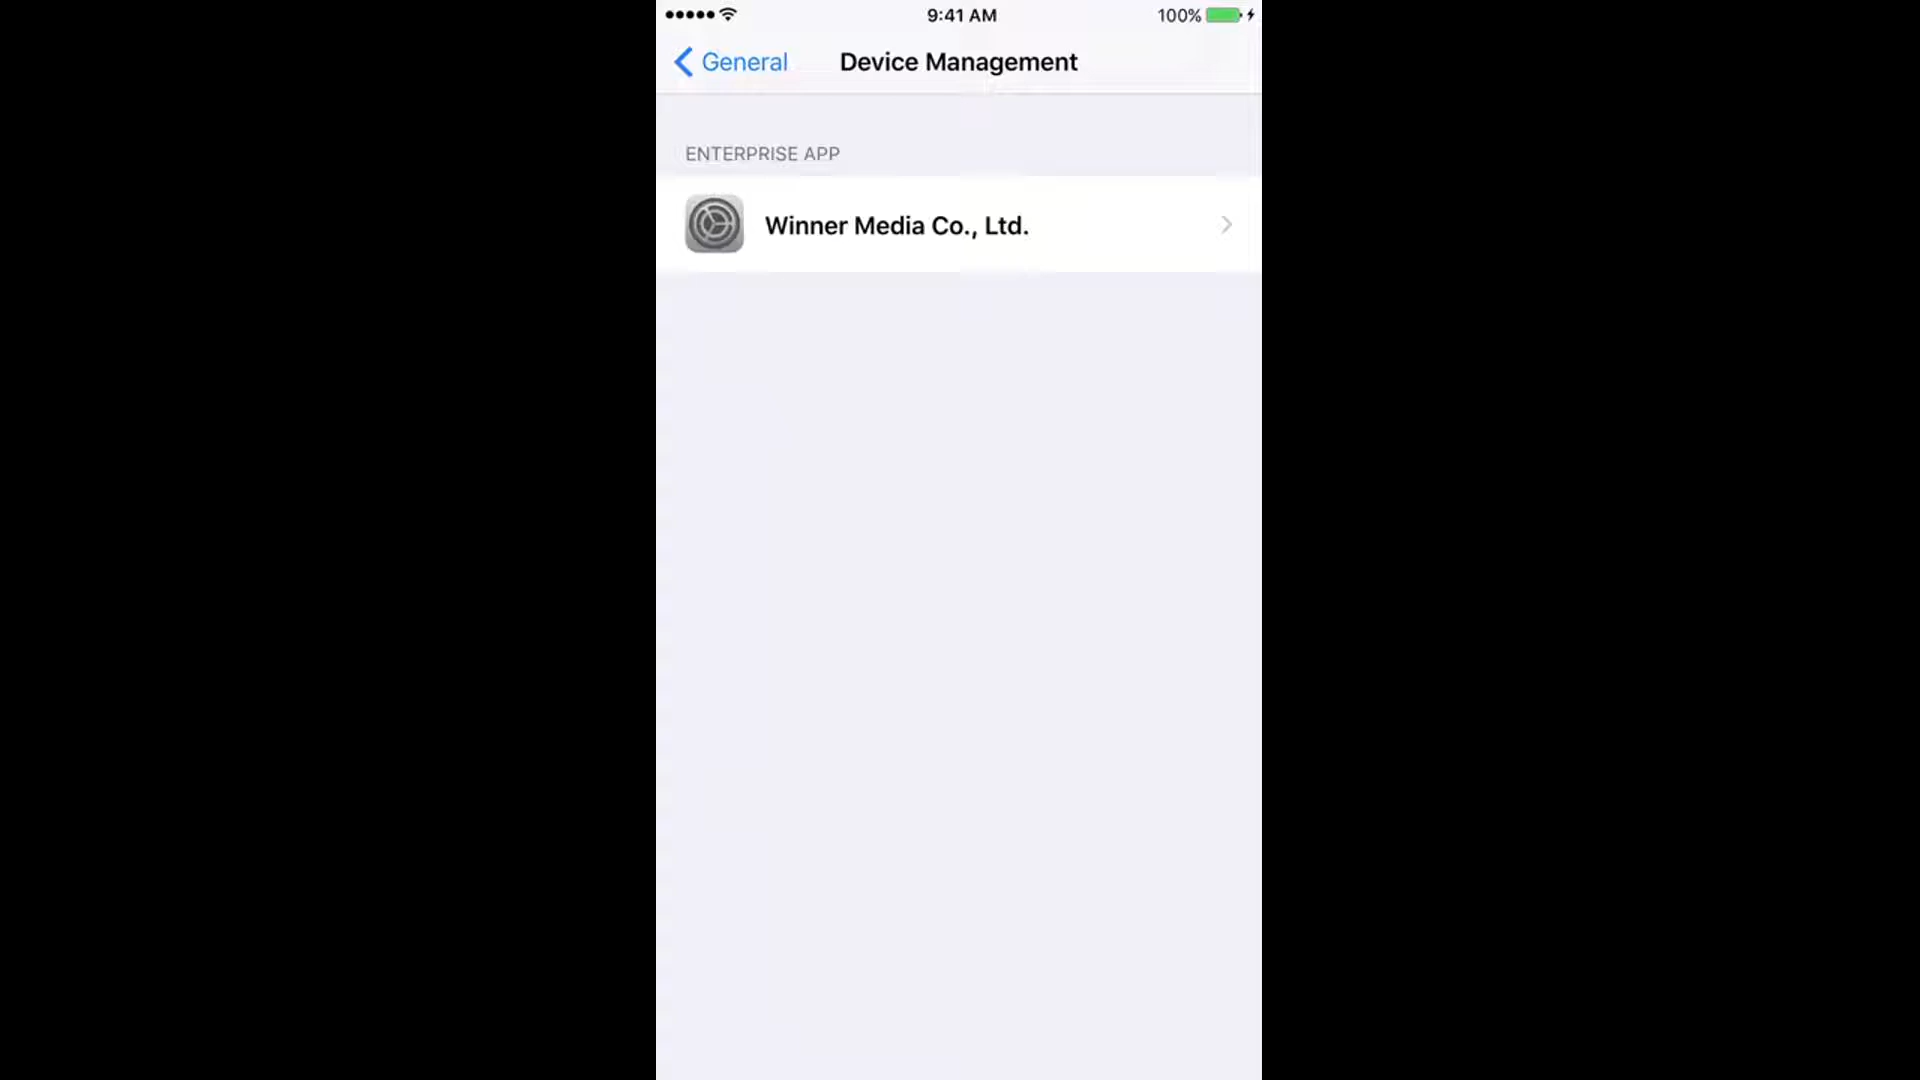 9:41 AM
100%
General
Device Management
ENTERPRISE APP
Winner Media Co., Ltd.